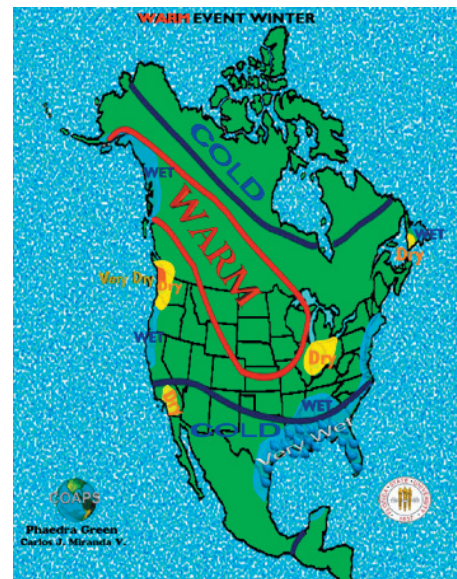 WARM EVENT WINTER
COLD
WET
WARM
WET
Dry
Very Dry
Dry
WET
Dry
WET
COLD
Very Wet
COAPS
Phaedra Green
Carlos J. Miranda V.